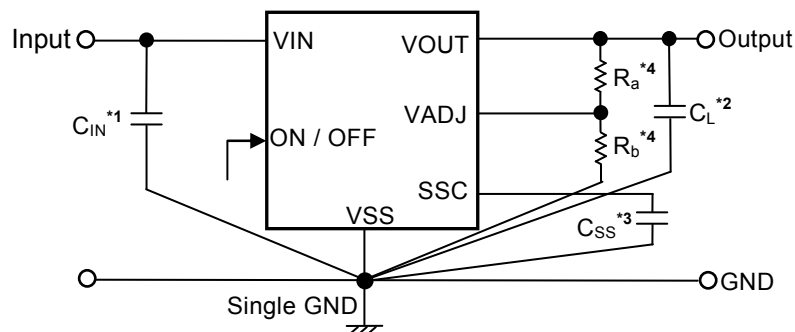 Input
VIN
VOUT
Output
Ra*4
CIN*1
VADJ
CL*2
ON / OFF
Rb*4
SSC
VSS
CSS*3
Single GND
GND